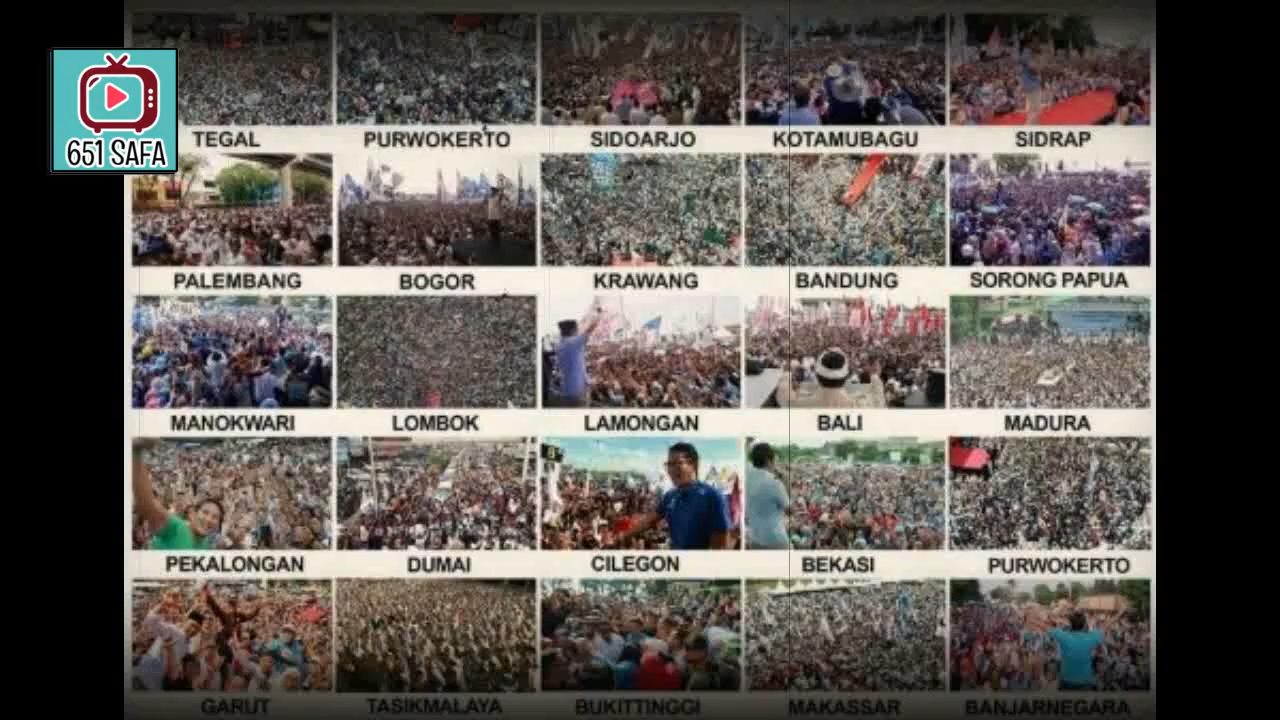 651 SAFA
TEGAL PURWOKERTO SIDOARJO KOTAMUBAGU SIDRAP
PALEMBANG BOGOR KRAWANG BANDUNG SORONG PAPUA
MANOKWARI LOMBOK LAMONGAN BALI MADURA
PEKALONGAN DUMAI CILEGON BEKASI PURWOKERTO
GARUT TASIKMALAYA BUKITTINGGI MAKASSAR BANJARNEGARA